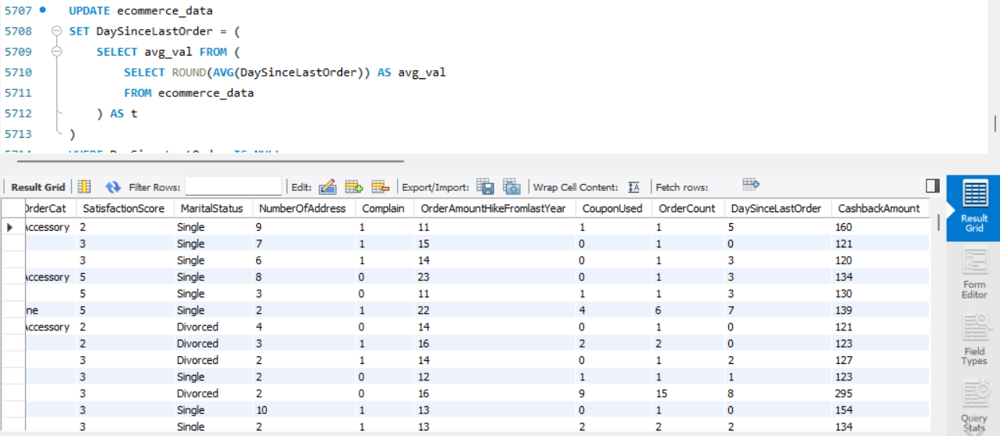 5707 UPDATE ecommerce_data
5708 SET DaySinceLastOrder = (
5709 SELECT avg_val FROM (
5710 SELECT ROUND(AVG(DaySinceLastOrder)) AS avg_val
5711 FROM ecommerce_data
5712 ) AS t
5713 )
Result Grid Filter Rows: Edit: Export/Import: Wrap Cell Content: IA Fetch rows:
OrderCat SatisfactionScore MaritalStatus NumberOfAddress Complain OrderAmountHikeFromlastYear CouponUsed OrderCount DaySinceLastOrder CashbackAmount
Accessory 2 Single 9 1 11 1 1 5 160
3 Single 7 1 15 0 1 0 121
3 Single 6 1 14 0 1 3 120
Accessory 5 Single 8 0 23 0 1 3 134
5 Single 3 0 11 1 1 3 130
ne 5 Single 2 1 22 4 6 7 139
Accessory 2 Divorced 4 0 14 0 1 0 121
2 Divorced 3 1 16 2 2 0 123
3 Divorced 2 1 14 0 1 2 127
3 Single 2 0 12 1 1 1 123
3 Divorced 2 0 16 9 15 8 295
3 Single 10 1 13 0 1 0 154
3 Single 2 1 13 2 2 2 134
Result
Grid
Form
Editor
Field
Types
Query
Stats